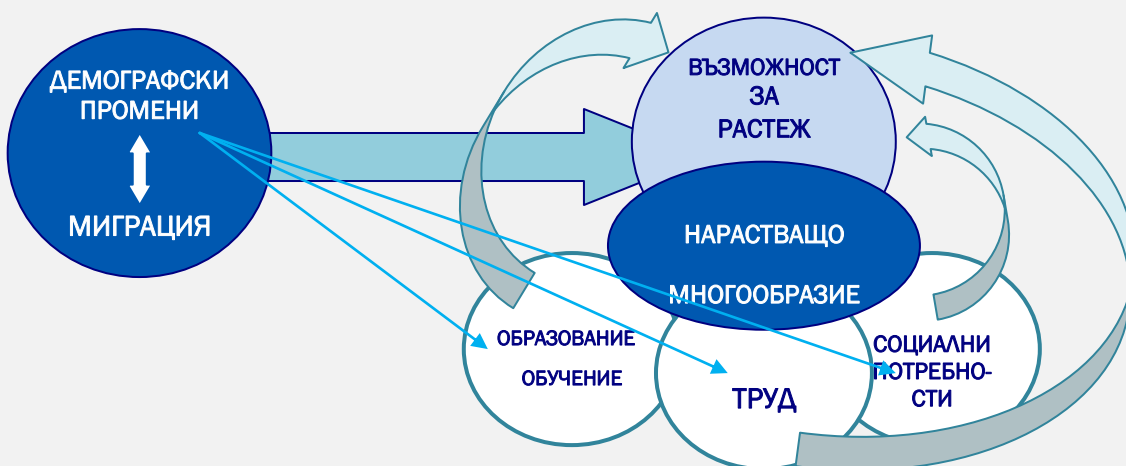 ДЕМОГРАФСКИ
ПРОМЕНИ
МИГРАЦИЯ
ВЪЗМОЖНОСТ
ЗА
РАСТЕЖ
НАРАСТВАЩО
МНОГООБРАЗИЕ
ОБРАЗОВАНИЕ
ОБУЧЕНИЕ
ТРУД
СОЦИАЛНИ
ПОТРЕБНО-
СТИ